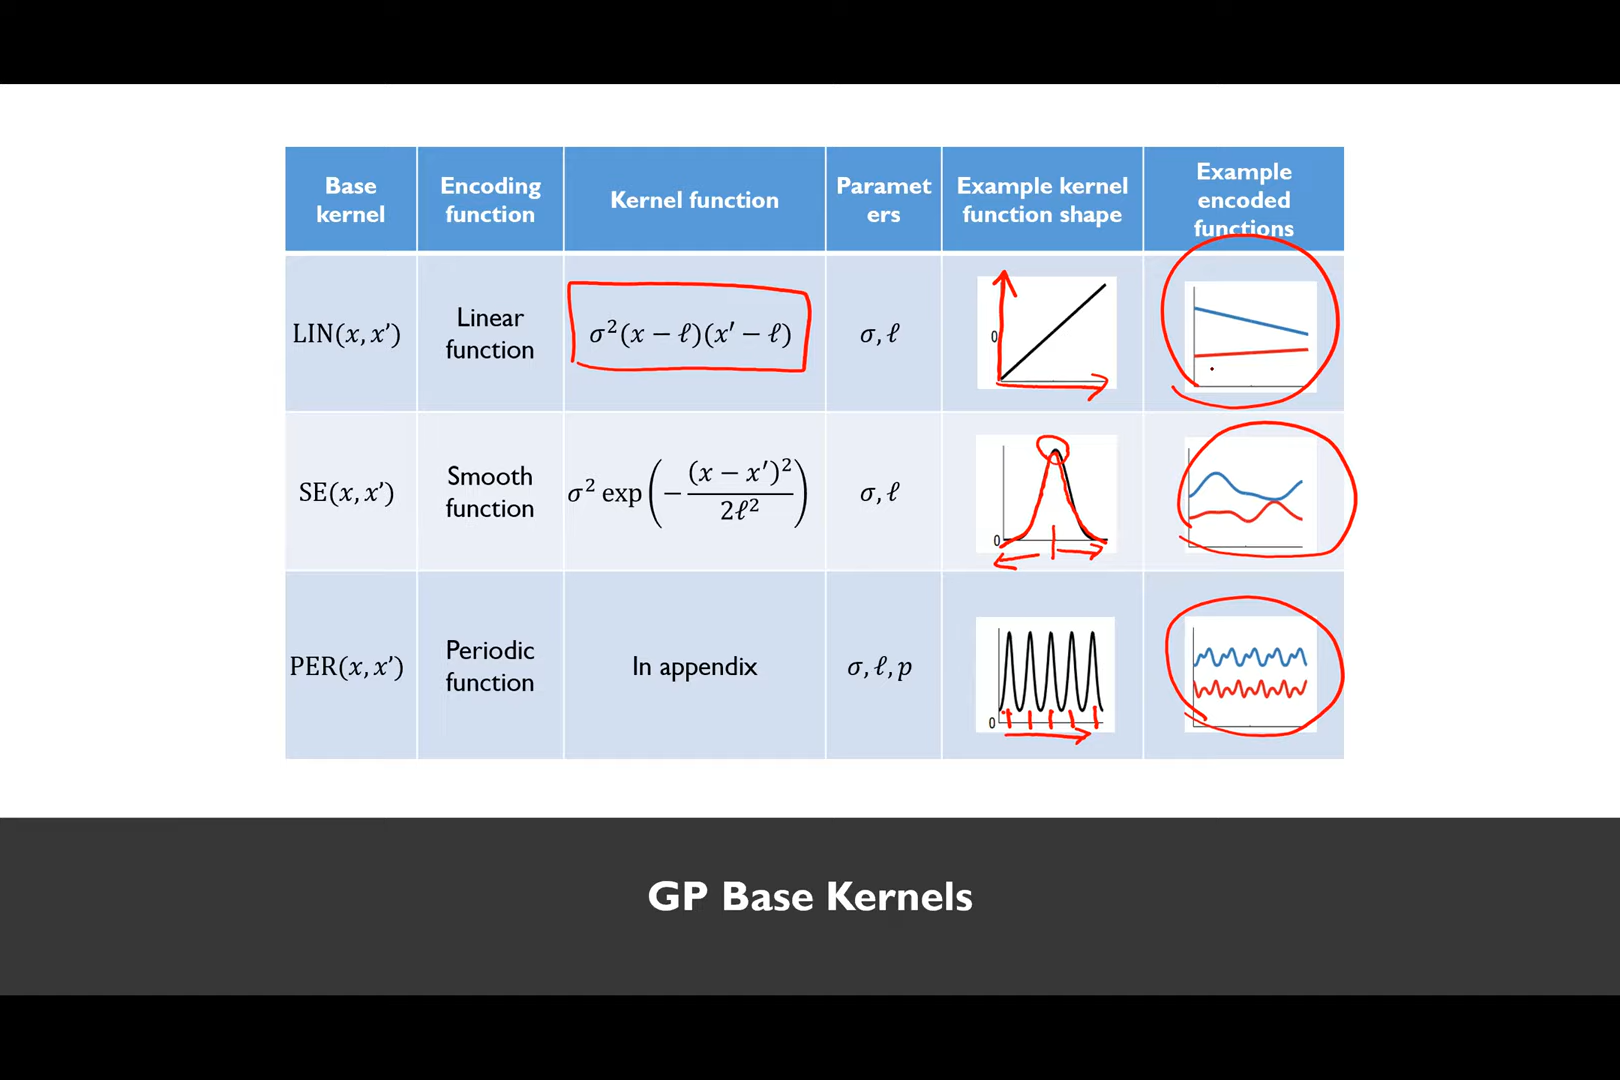 Base
kernel
Encoding
function
Kernel function
Paramet
ers
Example kernel
function shape
Example
encoded
functions
LIN(x, x’)
Linear
function
σ²(x − ℓ)(x′ − ℓ)
σ, ℓ
0
SE(x, x’)
Smooth
function
σ² exp(−(x − x′)²/2ℓ²)
σ, ℓ
0
PER(x, x’)
Periodic
function
In appendix
σ, ℓ, p
0
GP Base Kernels